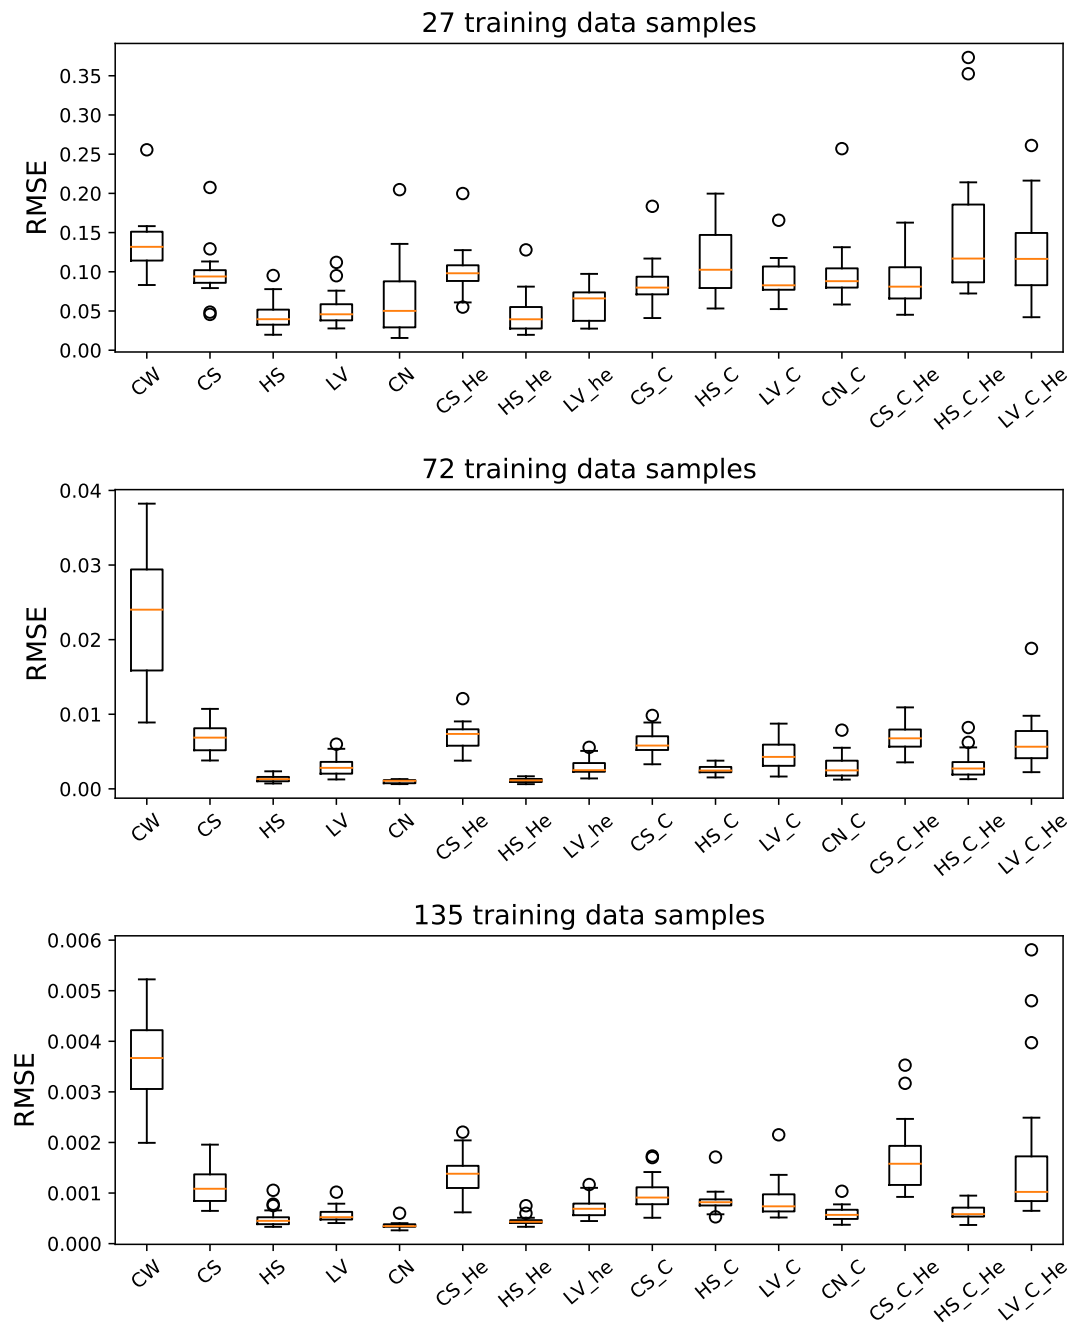 27 training data samples
RMSE
0.35
0.30
0.25
0.20
0.15
0.10
0.05
0.00
CW CS HS LV CN CS_He HS_He LV_he CS_C HS_C LV_C CN_C CS_C_He HS_C_He LV_C_He
72 training data samples
RMSE
0.04
0.03
0.02
0.01
0.00
CW CS HS LV CN CS_He HS_He LV_he CS_C HS_C LV_C CN_C CS_C_He HS_C_He LV_C_He
135 training data samples
RMSE
0.006
0.005
0.004
0.003
0.002
0.001
0.000
CW CS HS LV CN CS_He HS_He LV_he CS_C HS_C LV_C CN_C CS_C_He HS_C_He LV_C_He